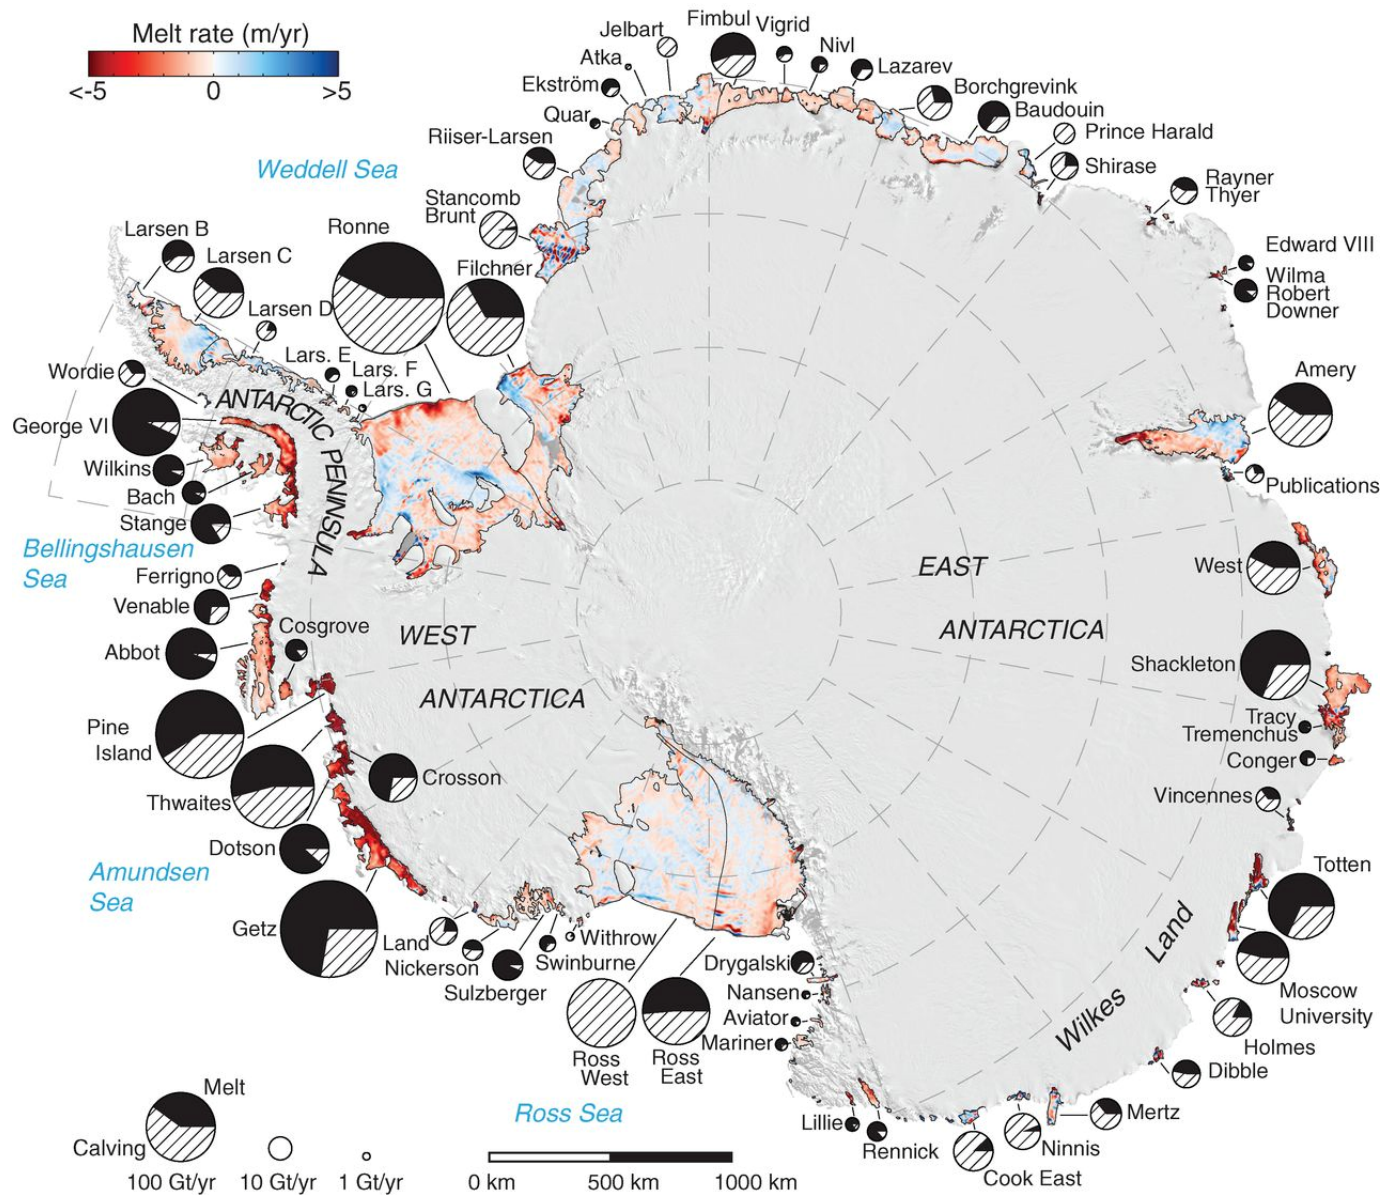 Melt rate (m/yr)
<-5
0
>5
Jelbart
Fimbul
Vigrid
Nivl
Atka
Lazarev
Ekström
Borchgrevink
Quar
Baudouin
Riiser-Larsen
Prince Harald
Shirase
Weddell Sea
Rayner
Thyer
Stancomb
Brunt
Ronne
Larsen B
Filchner
Edward VIII
Larsen C
Wilma
Robert
Downer
Larsen D
Lars. E
Lars. F
Lars. G
Wordie
Amery
ANTARCTIC PENINSULA
George VI
Wilkins
Bach
Publications
Stange
Bellingshausen
Sea
Ferrigno
EAST
ANTARCTICA
West
Venable
Cosgrove
WEST
ANTARCTICA
Abbot
Shackleton
Pine
Island
Tracy
Tremenchus
Conger
Thwaites
Crosson
Vincennes
Dotson
Totten
Amundsen
Sea
Getz
Land
Nickerson
Sulzberger
Swinburne
Withrow
Drygalski
Nansen
Aviator
Mariner
Wilkes Land
Moscow
University
Holmes
Ross
West
Ross
East
Dibble
Mertz
Ross Sea
Lillie
Rennick
Ninnis
Cook East
Melt
Calving
100 Gt/yr
10 Gt/yr
1 Gt/yr
0 km
500 km
1000 km